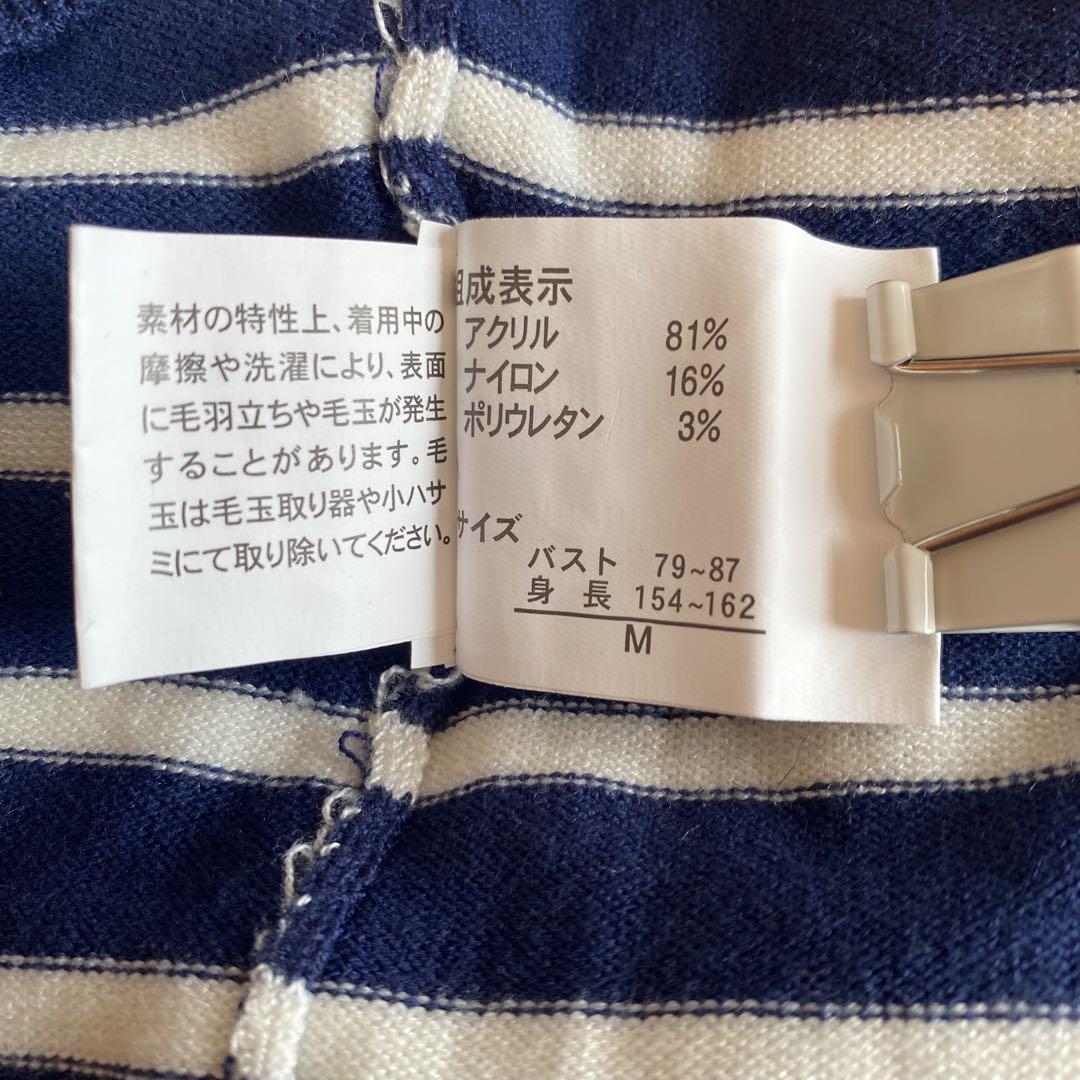 素材の特性上、着用中の
摩擦や洗濯により、表面
に毛羽立ちや毛玉が発生
することがあります。毛
玉は毛玉取り器や小ハサ
ミにて取り除いてください。
組成表示
アクリル 81%
ナイロン 16%
ポリウレタン 3%
サイズ
バスト 79~87
身長 154~162
M